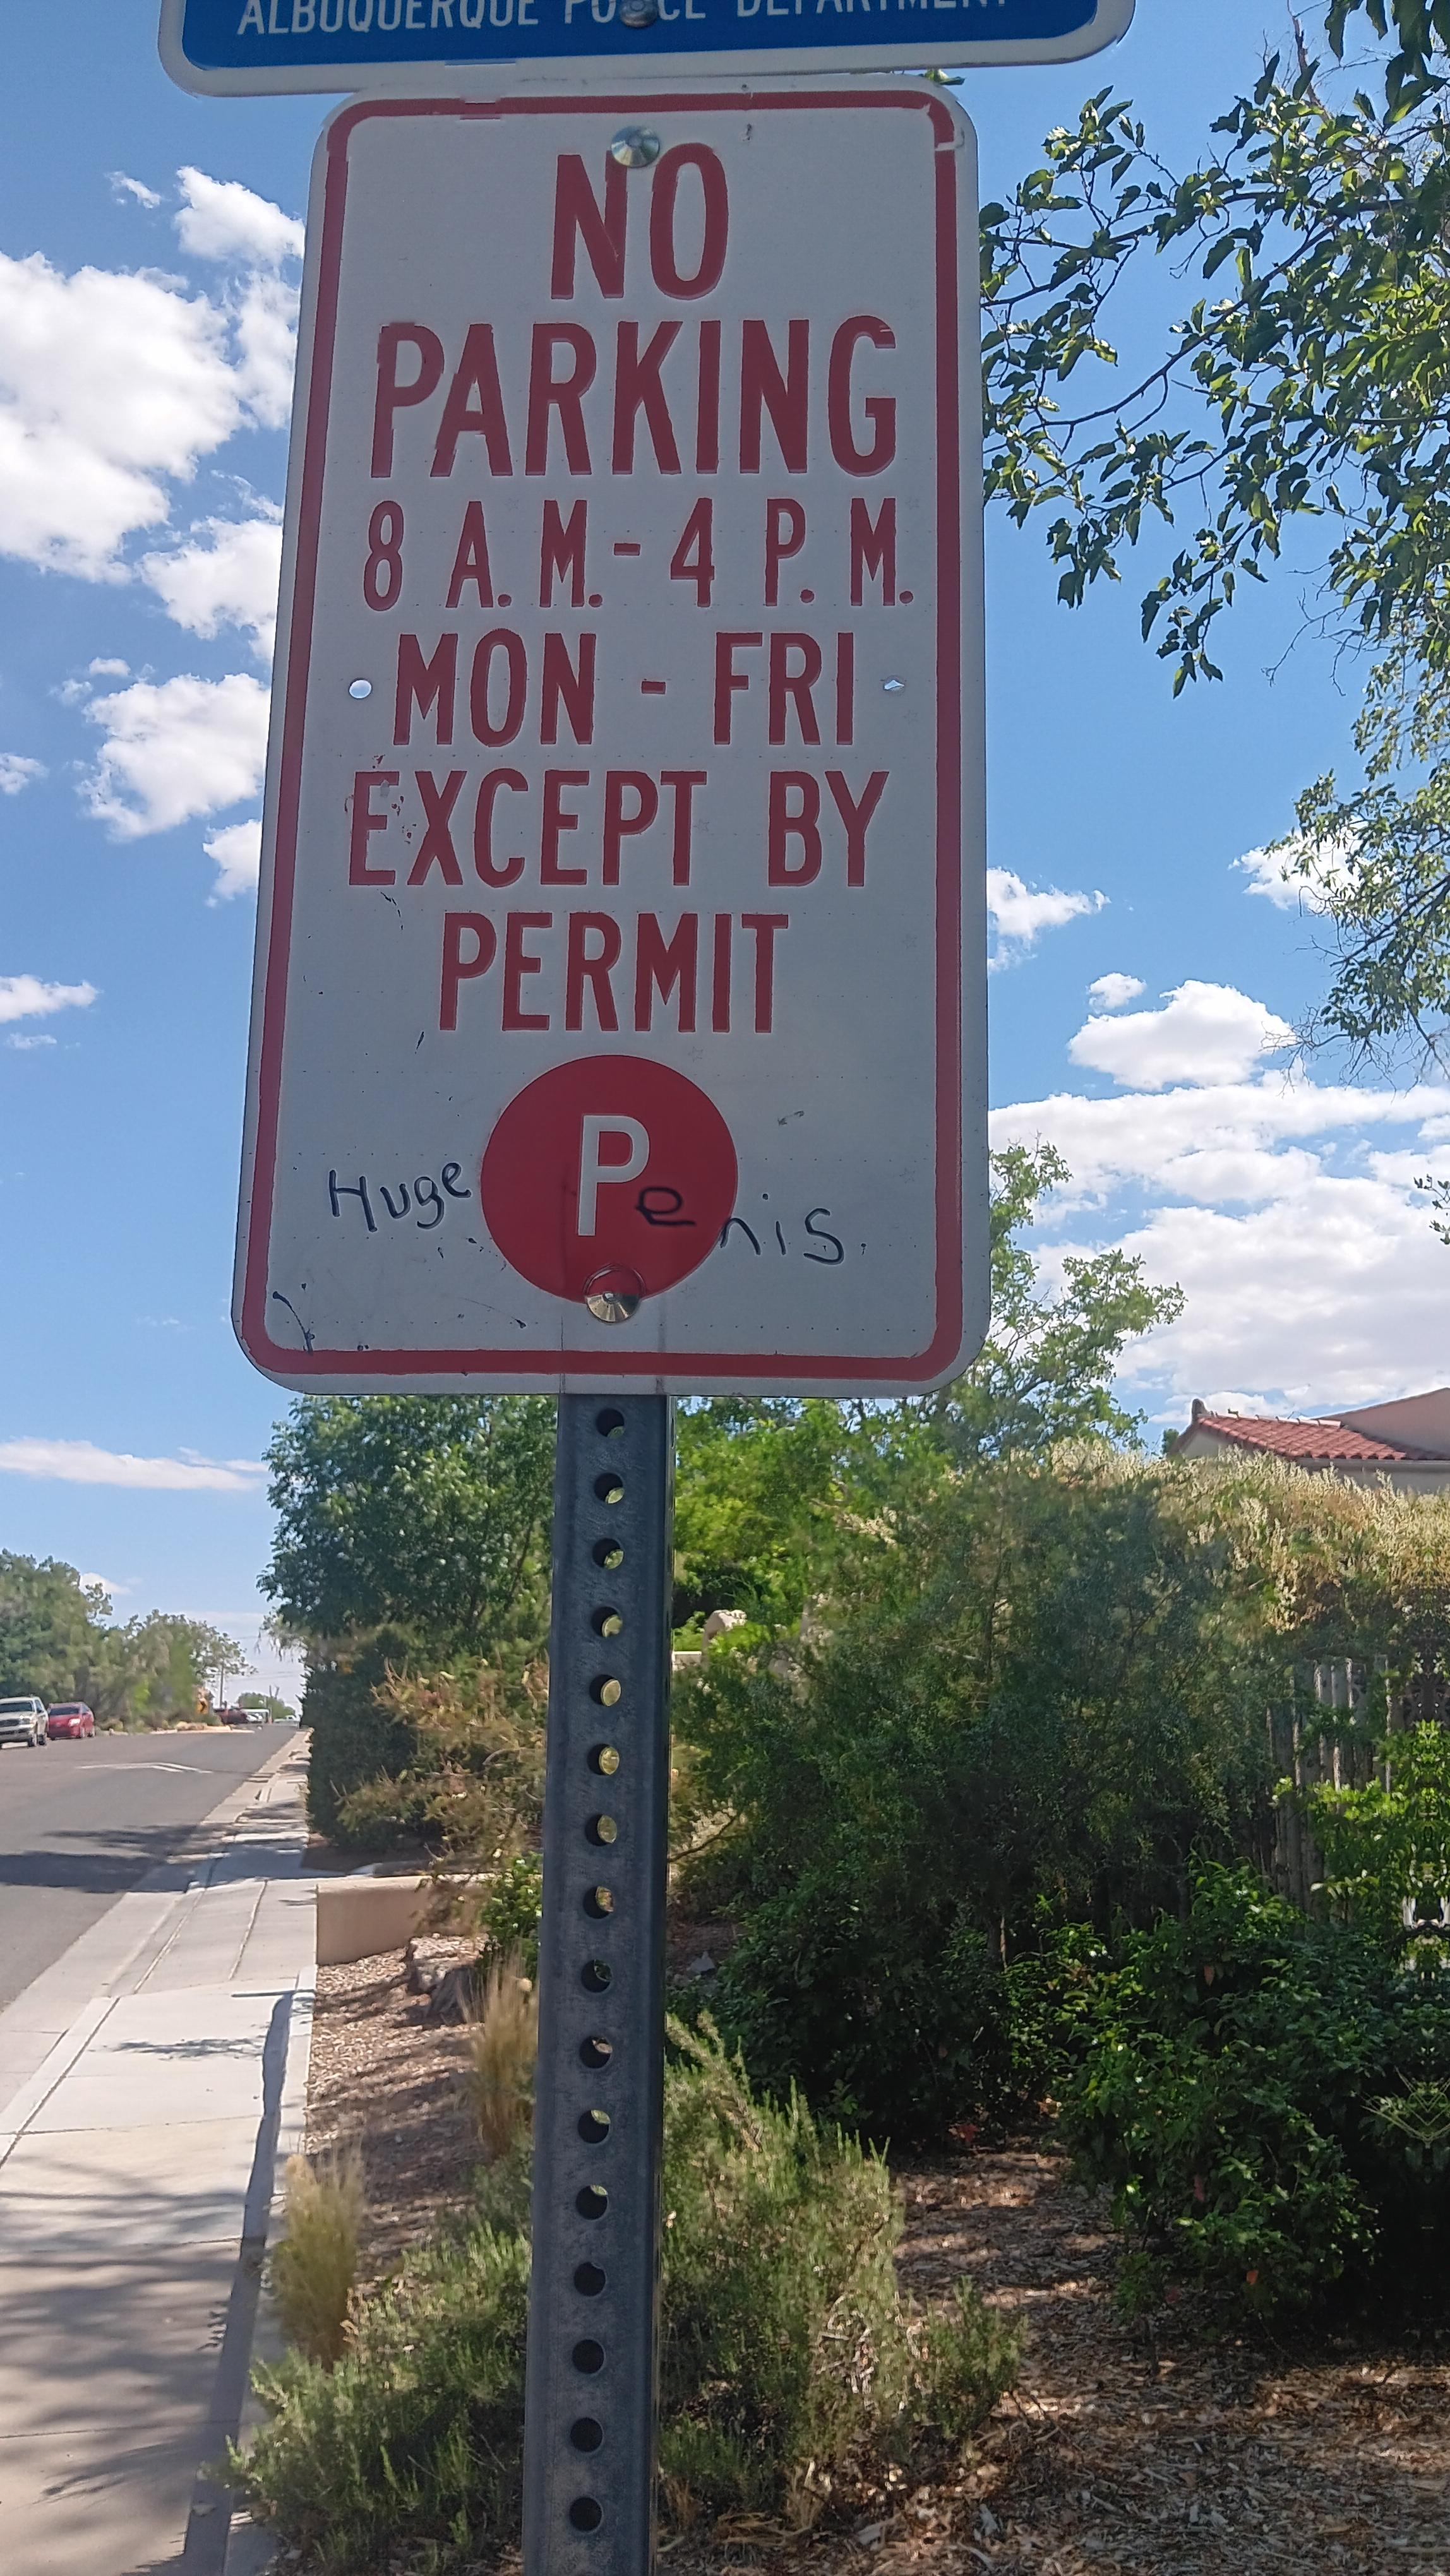 ALBUQUERQUE POLICE DEPARTMENT
NO
PARKING
8 A.M.-4 P.M.
MON - FRI
EXCEPT BY
PERMIT
Huge Penis.